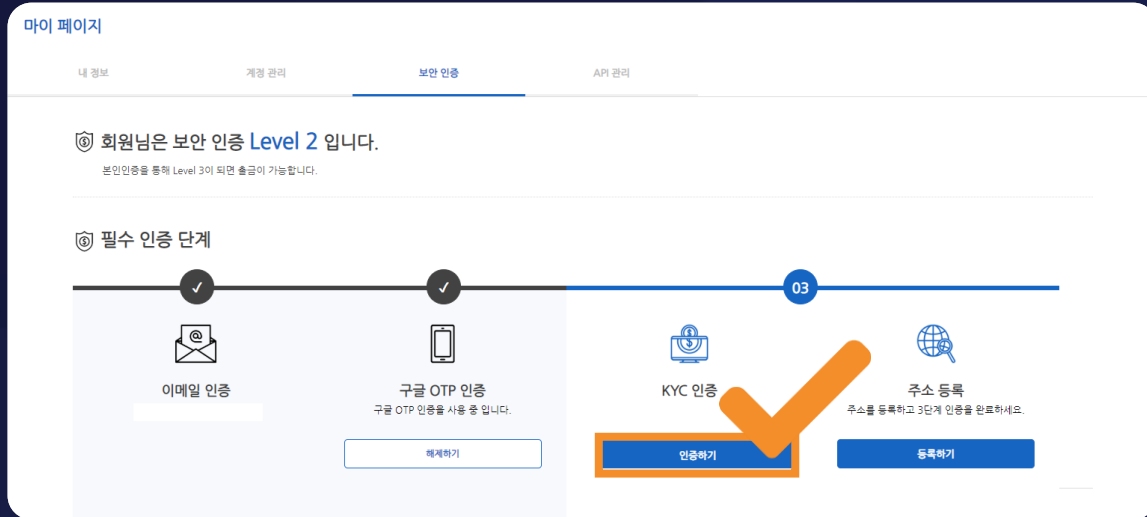 마이 페이지
내 정보
계정 관리
보안 인증
API 관리
회원님은 보안 인증 Level 2 입니다.
본인인증을 통해 Level 3이 되면 출금이 가능합니다.
필수 인증 단계
03
@
이메일 인증
구글 OTP 인증
구글 OTP 인증을 사용 중 입니다.
해제하기
KYC 인증
인증하기
주소 등록
주소를 등록하고 3단계 인증을 완료하세요.
등록하기